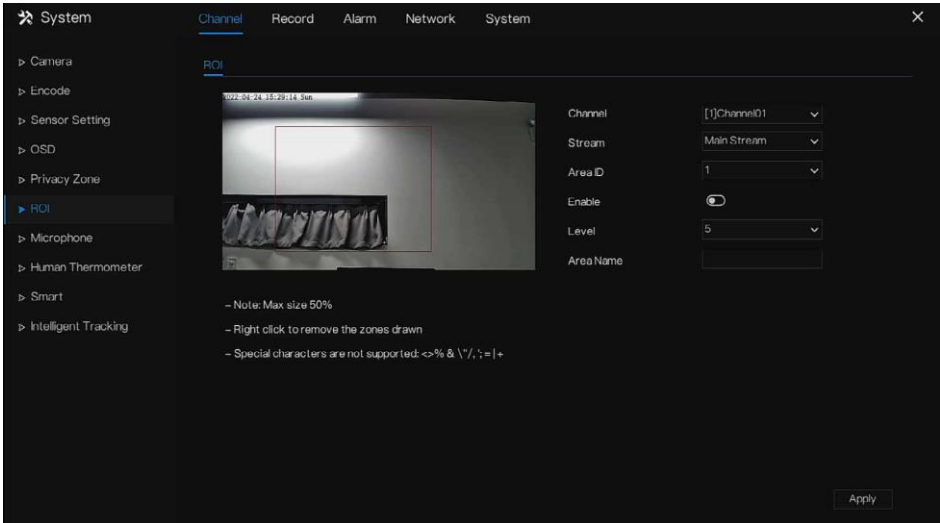 System
Channel Record Alarm Network System
Camera
Encode
Sensor Setting
OSD
Privacy Zone
ROI
Microphone
Human Thermometer
Smart
Intelligent Tracking
ROI
2022-04-24 15:29:14 Sun
Channel [1]Channel01
Stream Main Stream
Area ID 1
Enable
Level 5
Area Name
– Note: Max size 50%
– Right click to remove the zones drawn
– Special characters are not supported: <>% & \"/, '; = | +
Apply